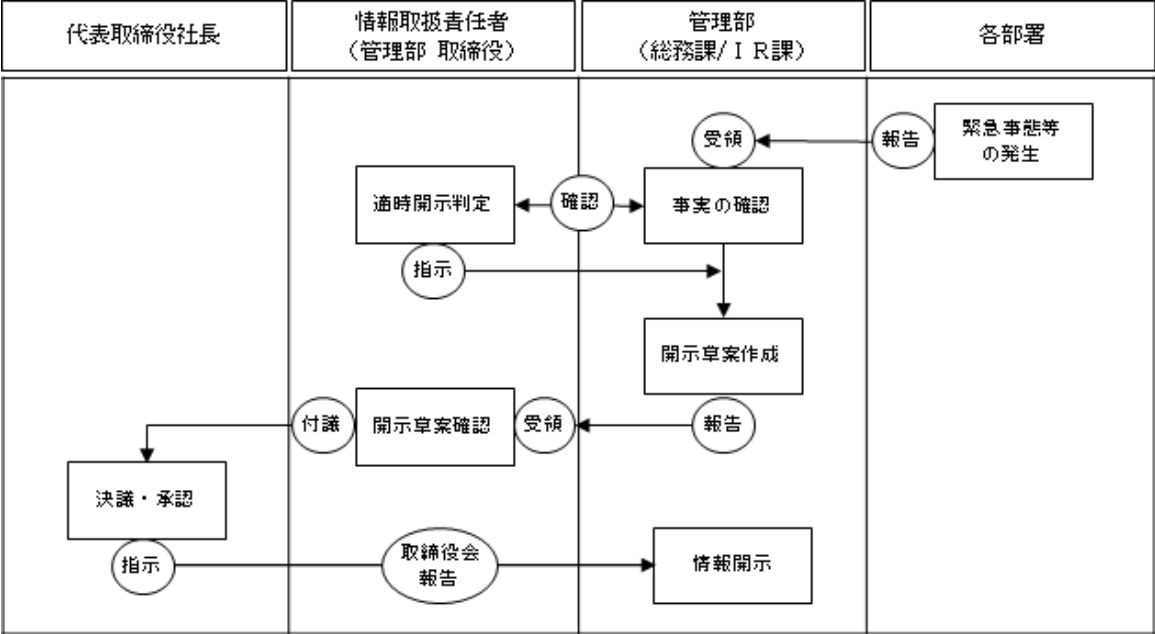 代表取締役社長
情報取扱責任者
（管理部 取締役）
管理部
（総務課/ＩＲ課）
各部署
緊急事態等
の発生
報告
受領
事実の確認
確認
適時開示判定
指示
開示草案作成
報告
受領
開示草案確認
付議
決議・承認
指示
取締役会
報告
情報開示